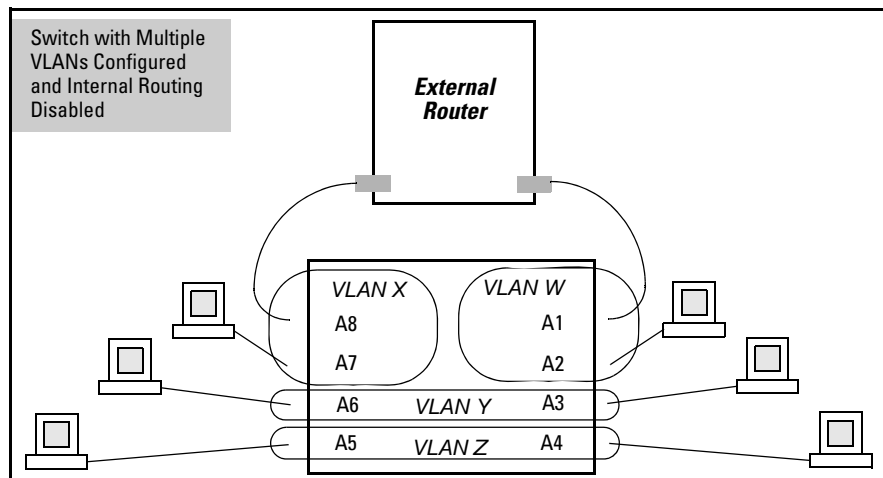 Switch with Multiple
VLANs Configured
and Internal Routing
Disabled
External
Router
VLAN X
VLAN W
A8
A1
A7
A2
A6
VLAN Y
A3
A5
VLAN Z
A4